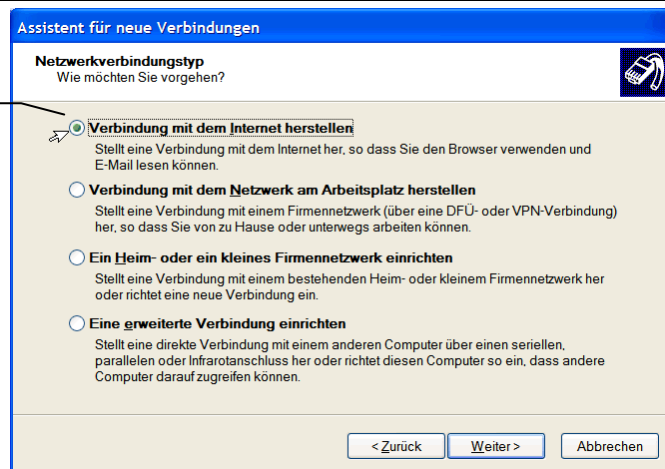 Assistent für neue Verbindungen
Netzwerkverbindungstyp
Wie möchten Sie vorgehen?
Verbindung mit dem Internet herstellen
Stellt eine Verbindung mit dem Internet her, so dass Sie den Browser verwenden und
E-Mail lesen können.
Verbindung mit dem Netzwerk am Arbeitsplatz herstellen
Stellt eine Verbindung mit einem Firmennetzwerk (über eine DFÜ- oder VPN-Verbindung)
her, so dass Sie von zu Hause oder unterwegs arbeiten können.
Ein Heim- oder ein kleines Firmennetzwerk einrichten
Stellt eine Verbindung mit einem bestehenden Heim- oder kleinem Firmennetzwerk her
oder richtet eine neue Verbindung ein.
Eine erweiterte Verbindung einrichten
Stellt eine direkte Verbindung mit einem anderen Computer über einen seriellen,
parallelen oder Infrarotanschluss her oder richtet diesen Computer so ein, dass andere
Computer darauf zugreifen können.
< Zurück Weiter > Abbrechen